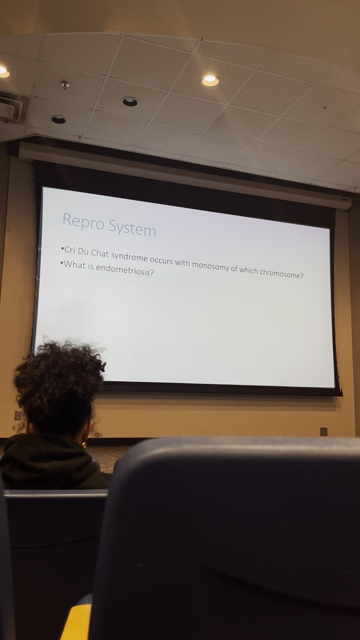 Repro System
•Cri Du Chat syndrome occurs with monosomy of which chromosome?
•What is endometriosis?